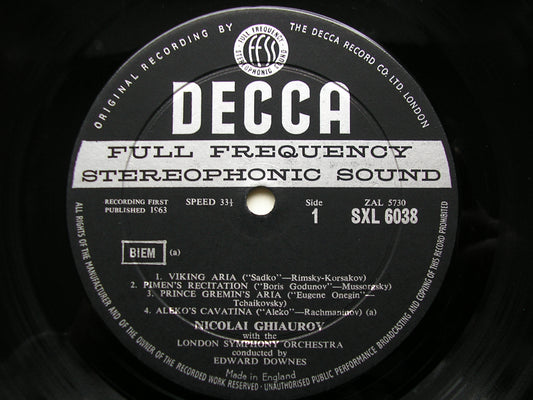 ORIGINAL RECORDING BY THE DECCA RECORD CO. LTD. LONDON
FULL FREQUENCY
FFSS
STEREOPHONIC SOUND
DECCA
FULL FREQUENCY
STEREOPHONIC SOUND
RECORDING FIRST PUBLISHED 1963
SPEED 33⅓
Side 1
ZAL 5730
SXL 6038
BIEM (a)
1. VIKING ARIA ("Sadko"—Rimsky-Korsakov)
2. PIMEN'S RECITATION ("Boris Godunov"—Mussorgsky)
3. PRINCE GREMIN'S ARIA ("Eugene Onegin"—
Tchaikovsky)
4. ALEKO'S CAVATINA ("Aleko"—Rachmaninov) (a)
NICOLAI GHIAUROV
with the
LONDON SYMPHONY ORCHESTRA
conducted by
EDWARD DOWNES
Made in England
ALL RIGHTS OF THE MANUFACTURER AND OF THE OWNER OF THE RECORDED WORK RESERVED · UNAUTHORISED PUBLIC PERFORMANCE BROADCASTING AND COPYING OF THIS RECORD PROHIBITED